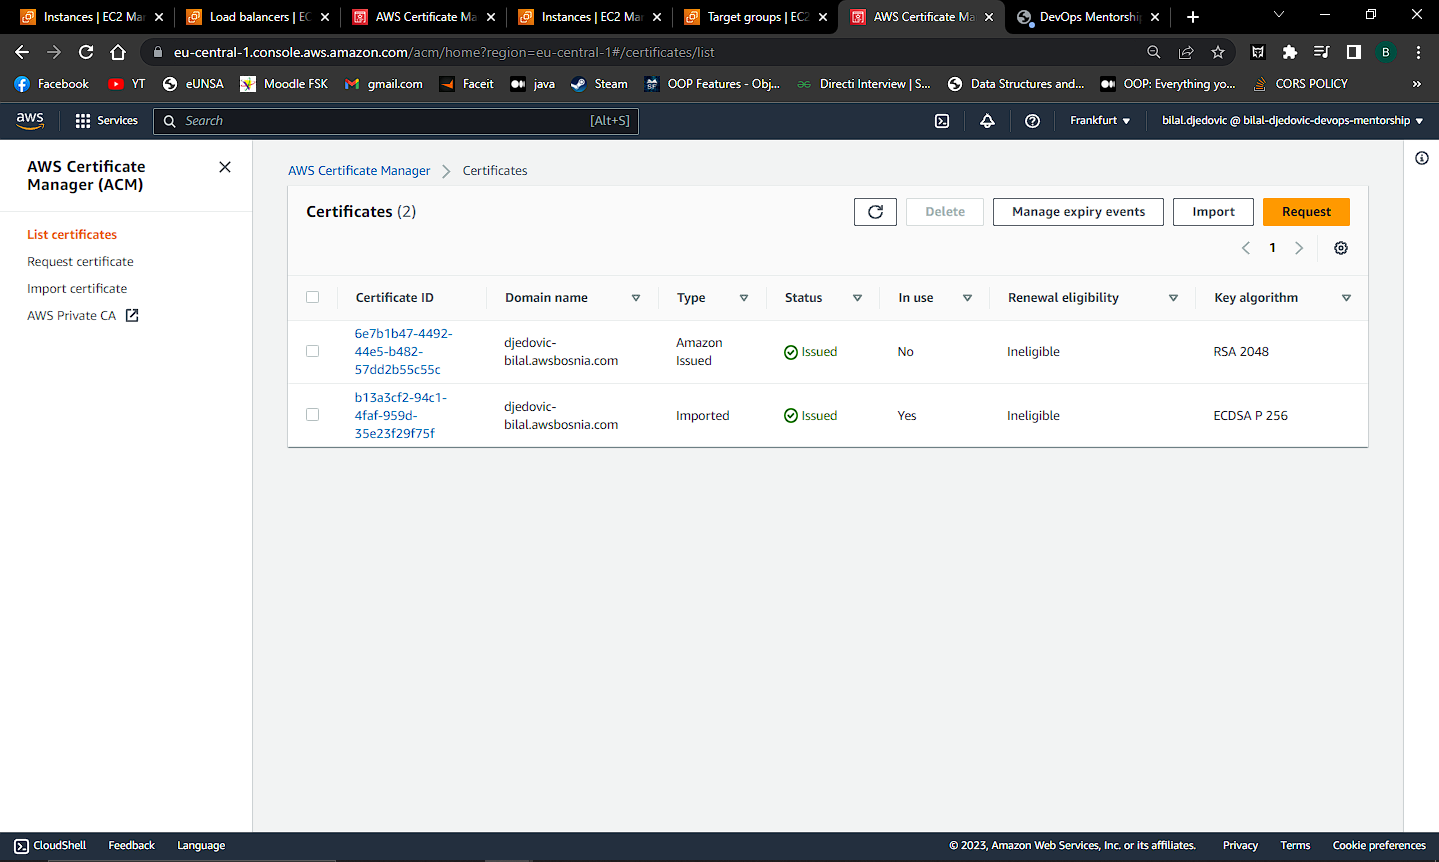 Instances | EC2 Mar
Load balancers | EC
AWS Certificate Ma
Instances | EC2 Mar
Target groups | EC2
AWS Certificate Ma
DevOps Mentorship
eu-central-1.console.aws.amazon.com/acm/home?region=eu-central-1#/certificates/list
B
Facebook
YT
eUNSA
Moodle FSK
gmail.com
Faceit
java
Steam
OOP Features - Obj...
Directi Interview | S...
Data Structures and...
OOP: Everything yo...
CORS POLICY
»
aws
Services
Search
[Alt+S]
Frankfurt
bilal.djedovic @ bilal-djedovic-devops-mentorship
AWS Certificate
Manager (ACM)
List certificates
Request certificate
Import certificate
AWS Private CA
AWS Certificate Manager
Certificates
Certificates (2)
Delete
Manage expiry events
Import
Request
1
Certificate ID
Domain name
Type
Status
In use
Renewal eligibility
Key algorithm
6e7b1b47-4492-
44e5-b482-
57dd2b55c55c
djedovic-
bilal.awsbosnia.com
Amazon
Issued
Issued
No
Ineligible
RSA 2048
b13a3cf2-94c1-
4faf-959d-
35e23f29f75f
djedovic-
bilal.awsbosnia.com
Imported
Issued
Yes
Ineligible
ECDSA P 256
CloudShell
Feedback
Language
© 2023, Amazon Web Services, Inc. or its affiliates.
Privacy
Terms
Cookie preferences